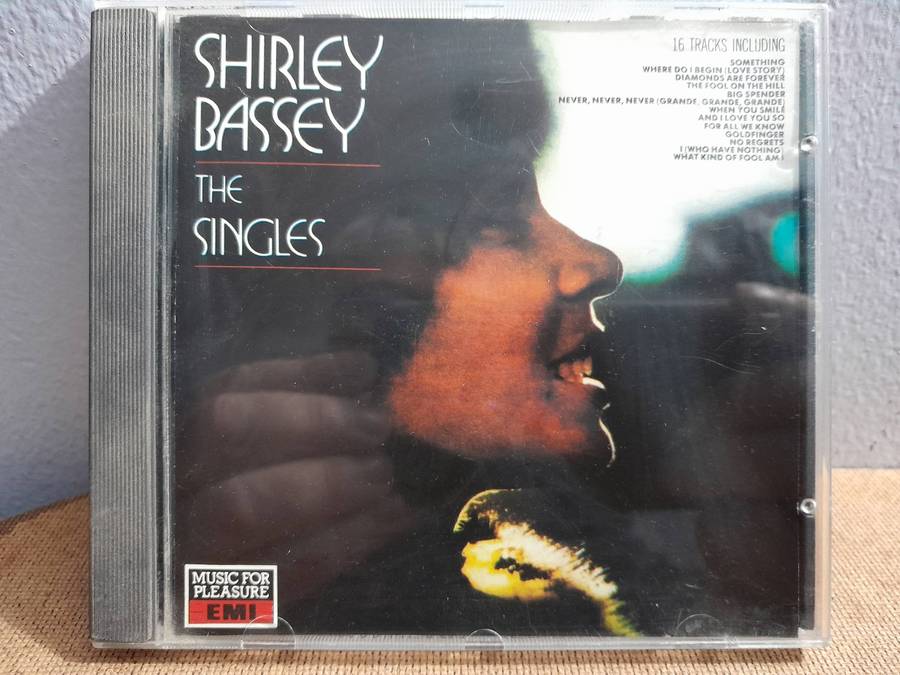 SHIRLEY
BASSEY
THE
SINGLES
16 TRACKS INCLUDING
SOMETHING
WHERE DO I BEGIN (LOVE STORY)
DIAMONDS ARE FOREVER
THE FOOL ON THE HILL
BIG SPENDER
NEVER, NEVER, NEVER (GRANDE, GRANDE, GRANDE)
WHEN YOU SMILE
AND I LOVE YOU SO
FOR ALL WE KNOW
GOLDFINGER
NO REGRETS
I (WHO HAVE NOTHING)
WHAT KIND OF FOOL AM I
MUSIC FOR
PLEASURE
EMI